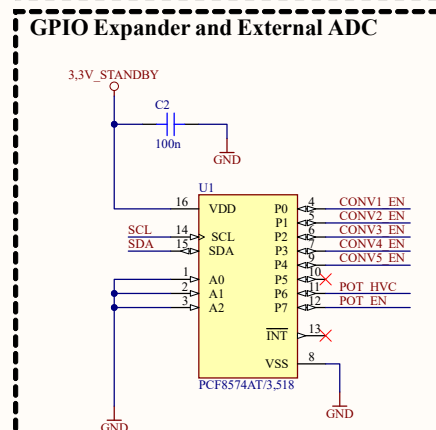 GPIO Expander and External ADC
3,3V_STANDBY
C2
100n
GND
U1
16 VDD P0 4 CONV1_EN
P1 5 CONV2_EN
SCL 14 SCL P2 6 CONV3_EN
SDA 15 SDA P3 7 CONV4_EN
P4 9 CONV5_EN
1 A0 P5 10
2 A1 P6 11 POT_HVC
3 A2 P7 12 POT_EN
INT 13
VSS 8
PCF8574AT/3,518
GND
GND